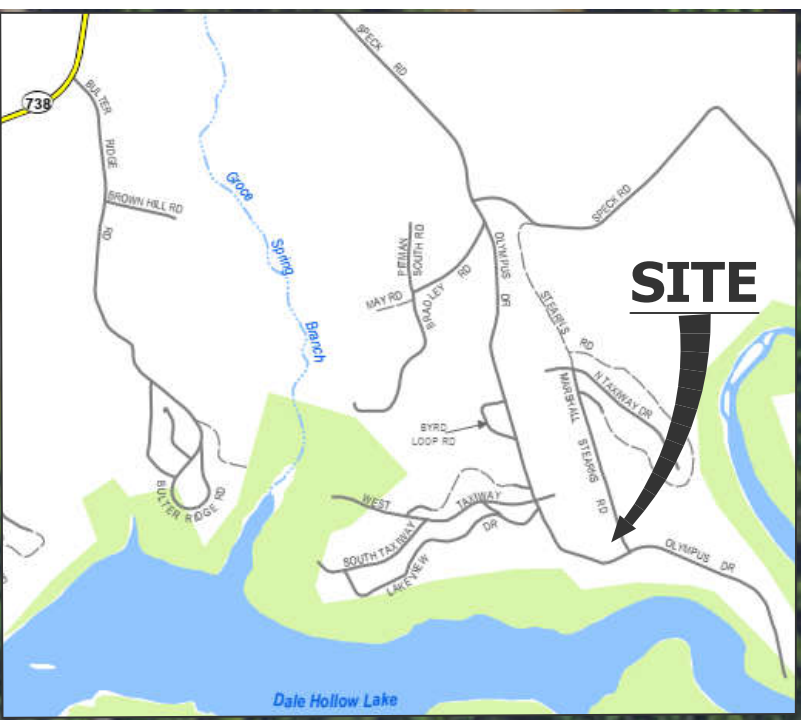 SPECK RD
738
BULTER RIDGE RD
Groce Spring Branch
BROWN HILL RD
SPECK RD
PITMAN SOUTH RD
OLYMPUS DR
SITE
MAY RD
BRADLEY RD
STEARNS RD
N TAXIWAY DR
MARSHALL STEARNS RD
BYRD
LOOP RD
BULTER RIDGE RD
WEST TAXIWAY
SOUTH TAXIWAY
LAKEVIEW DR
OLYMPUS DR
Dale Hollow Lake